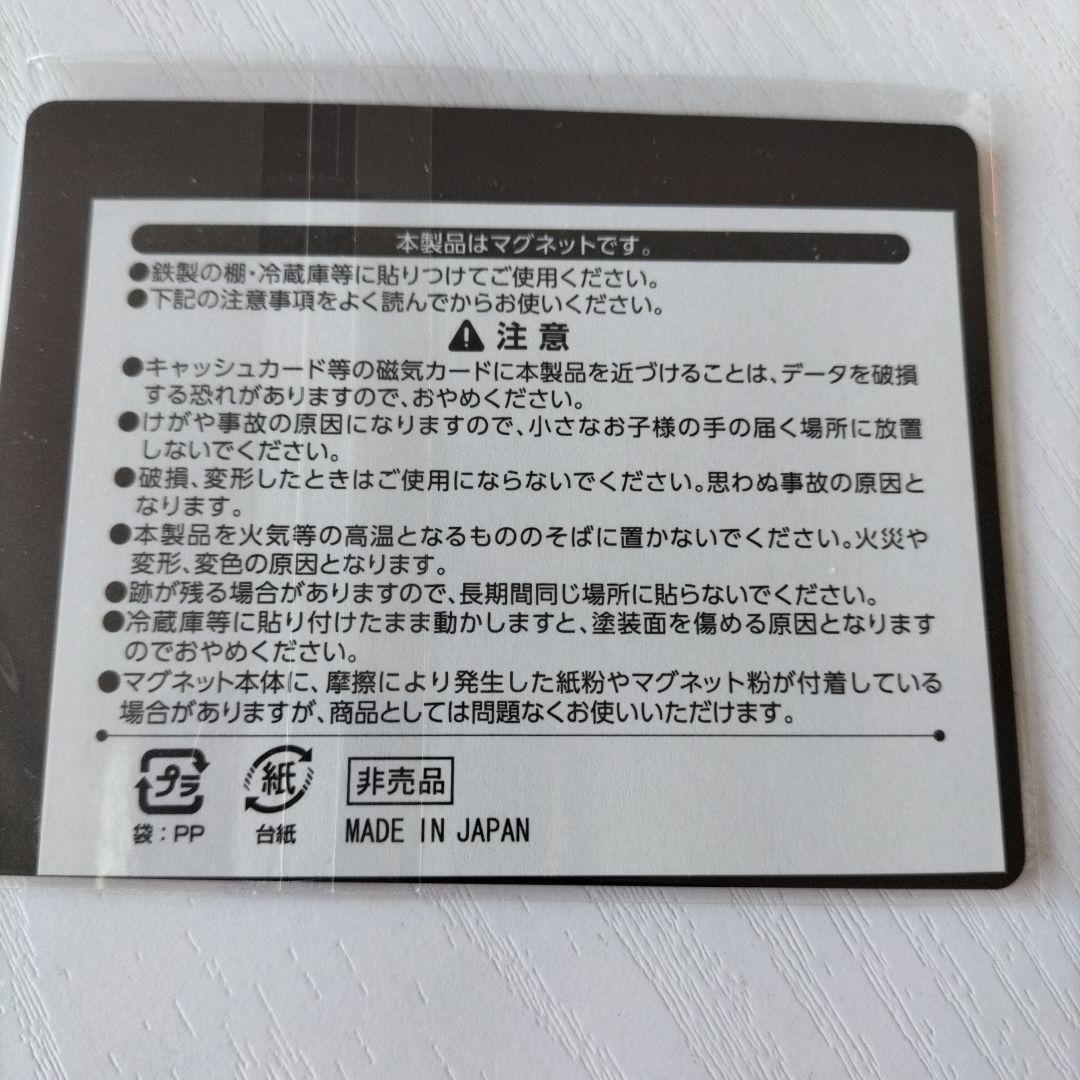 本製品はマグネットです。
●鉄製の棚・冷蔵庫等に貼りつけてご使用ください。
●下記の注意事項をよく読んでからお使いください。
注意
●キャッシュカード等の磁気カードに本製品を近づけることは、データを破損
する恐れがありますので、おやめください。
●けがや事故の原因になりますので、小さなお子様の手の届く場所に放置
しないでください。
●破損、変形したときはご使用にならないでください。思わぬ事故の原因と
なります。
●本製品を火気等の高温となるもののそばに置かないでください。火災や
変形、変色の原因となります。
●跡が残る場合がありますので、長期間同じ場所に貼らないでください。
●冷蔵庫等に貼り付けたまま動かしますと、塗装面を傷める原因となります
のでおやめください。
●マグネット本体に、摩擦により発生した紙粉やマグネット粉が付着している
場合がありますが、商品としては問題なくお使いいただけます。
プラ 紙 非売品
袋：PP 台紙 MADE IN JAPAN